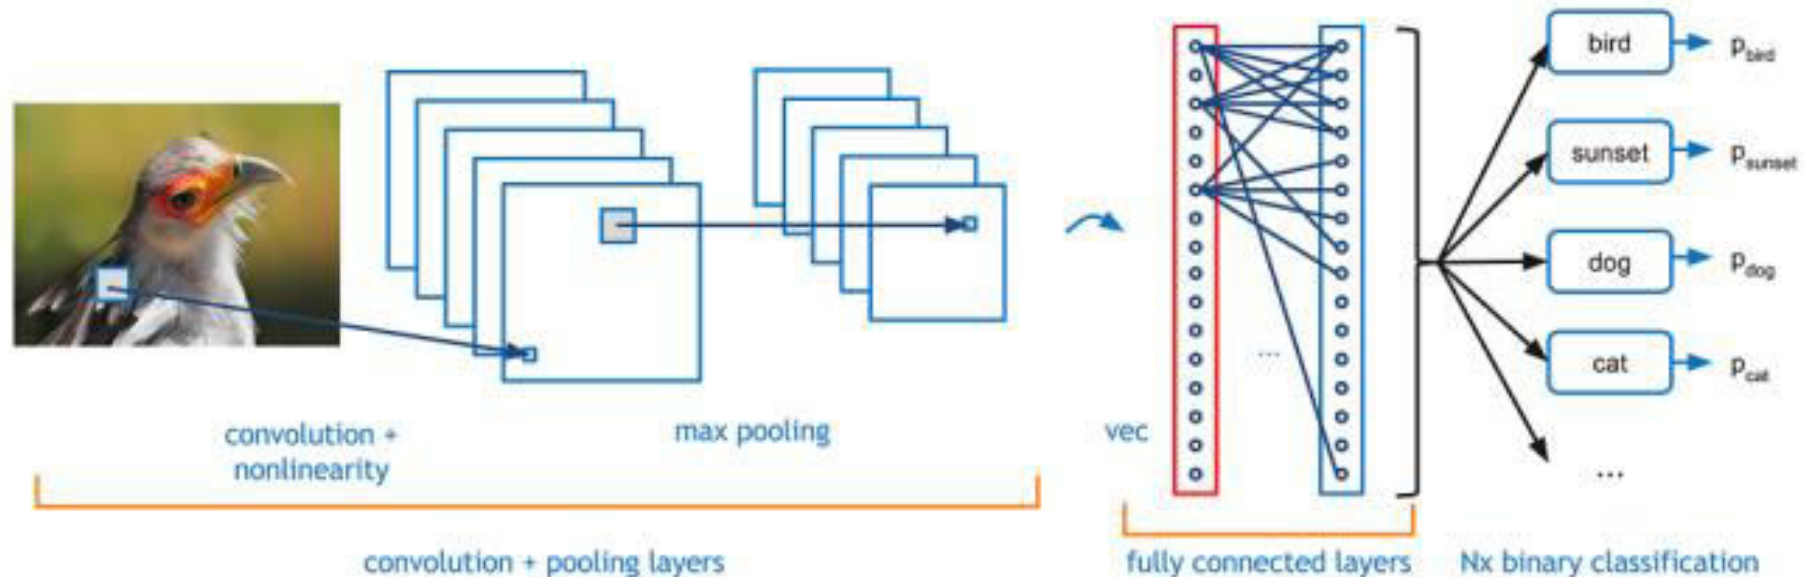 convolution +
nonlinearity
max pooling
vec
convolution + pooling layers
fully connected layers
Nx binary classification
bird
p_bird
sunset
p_sunset
dog
p_dog
cat
p_cat
...
...